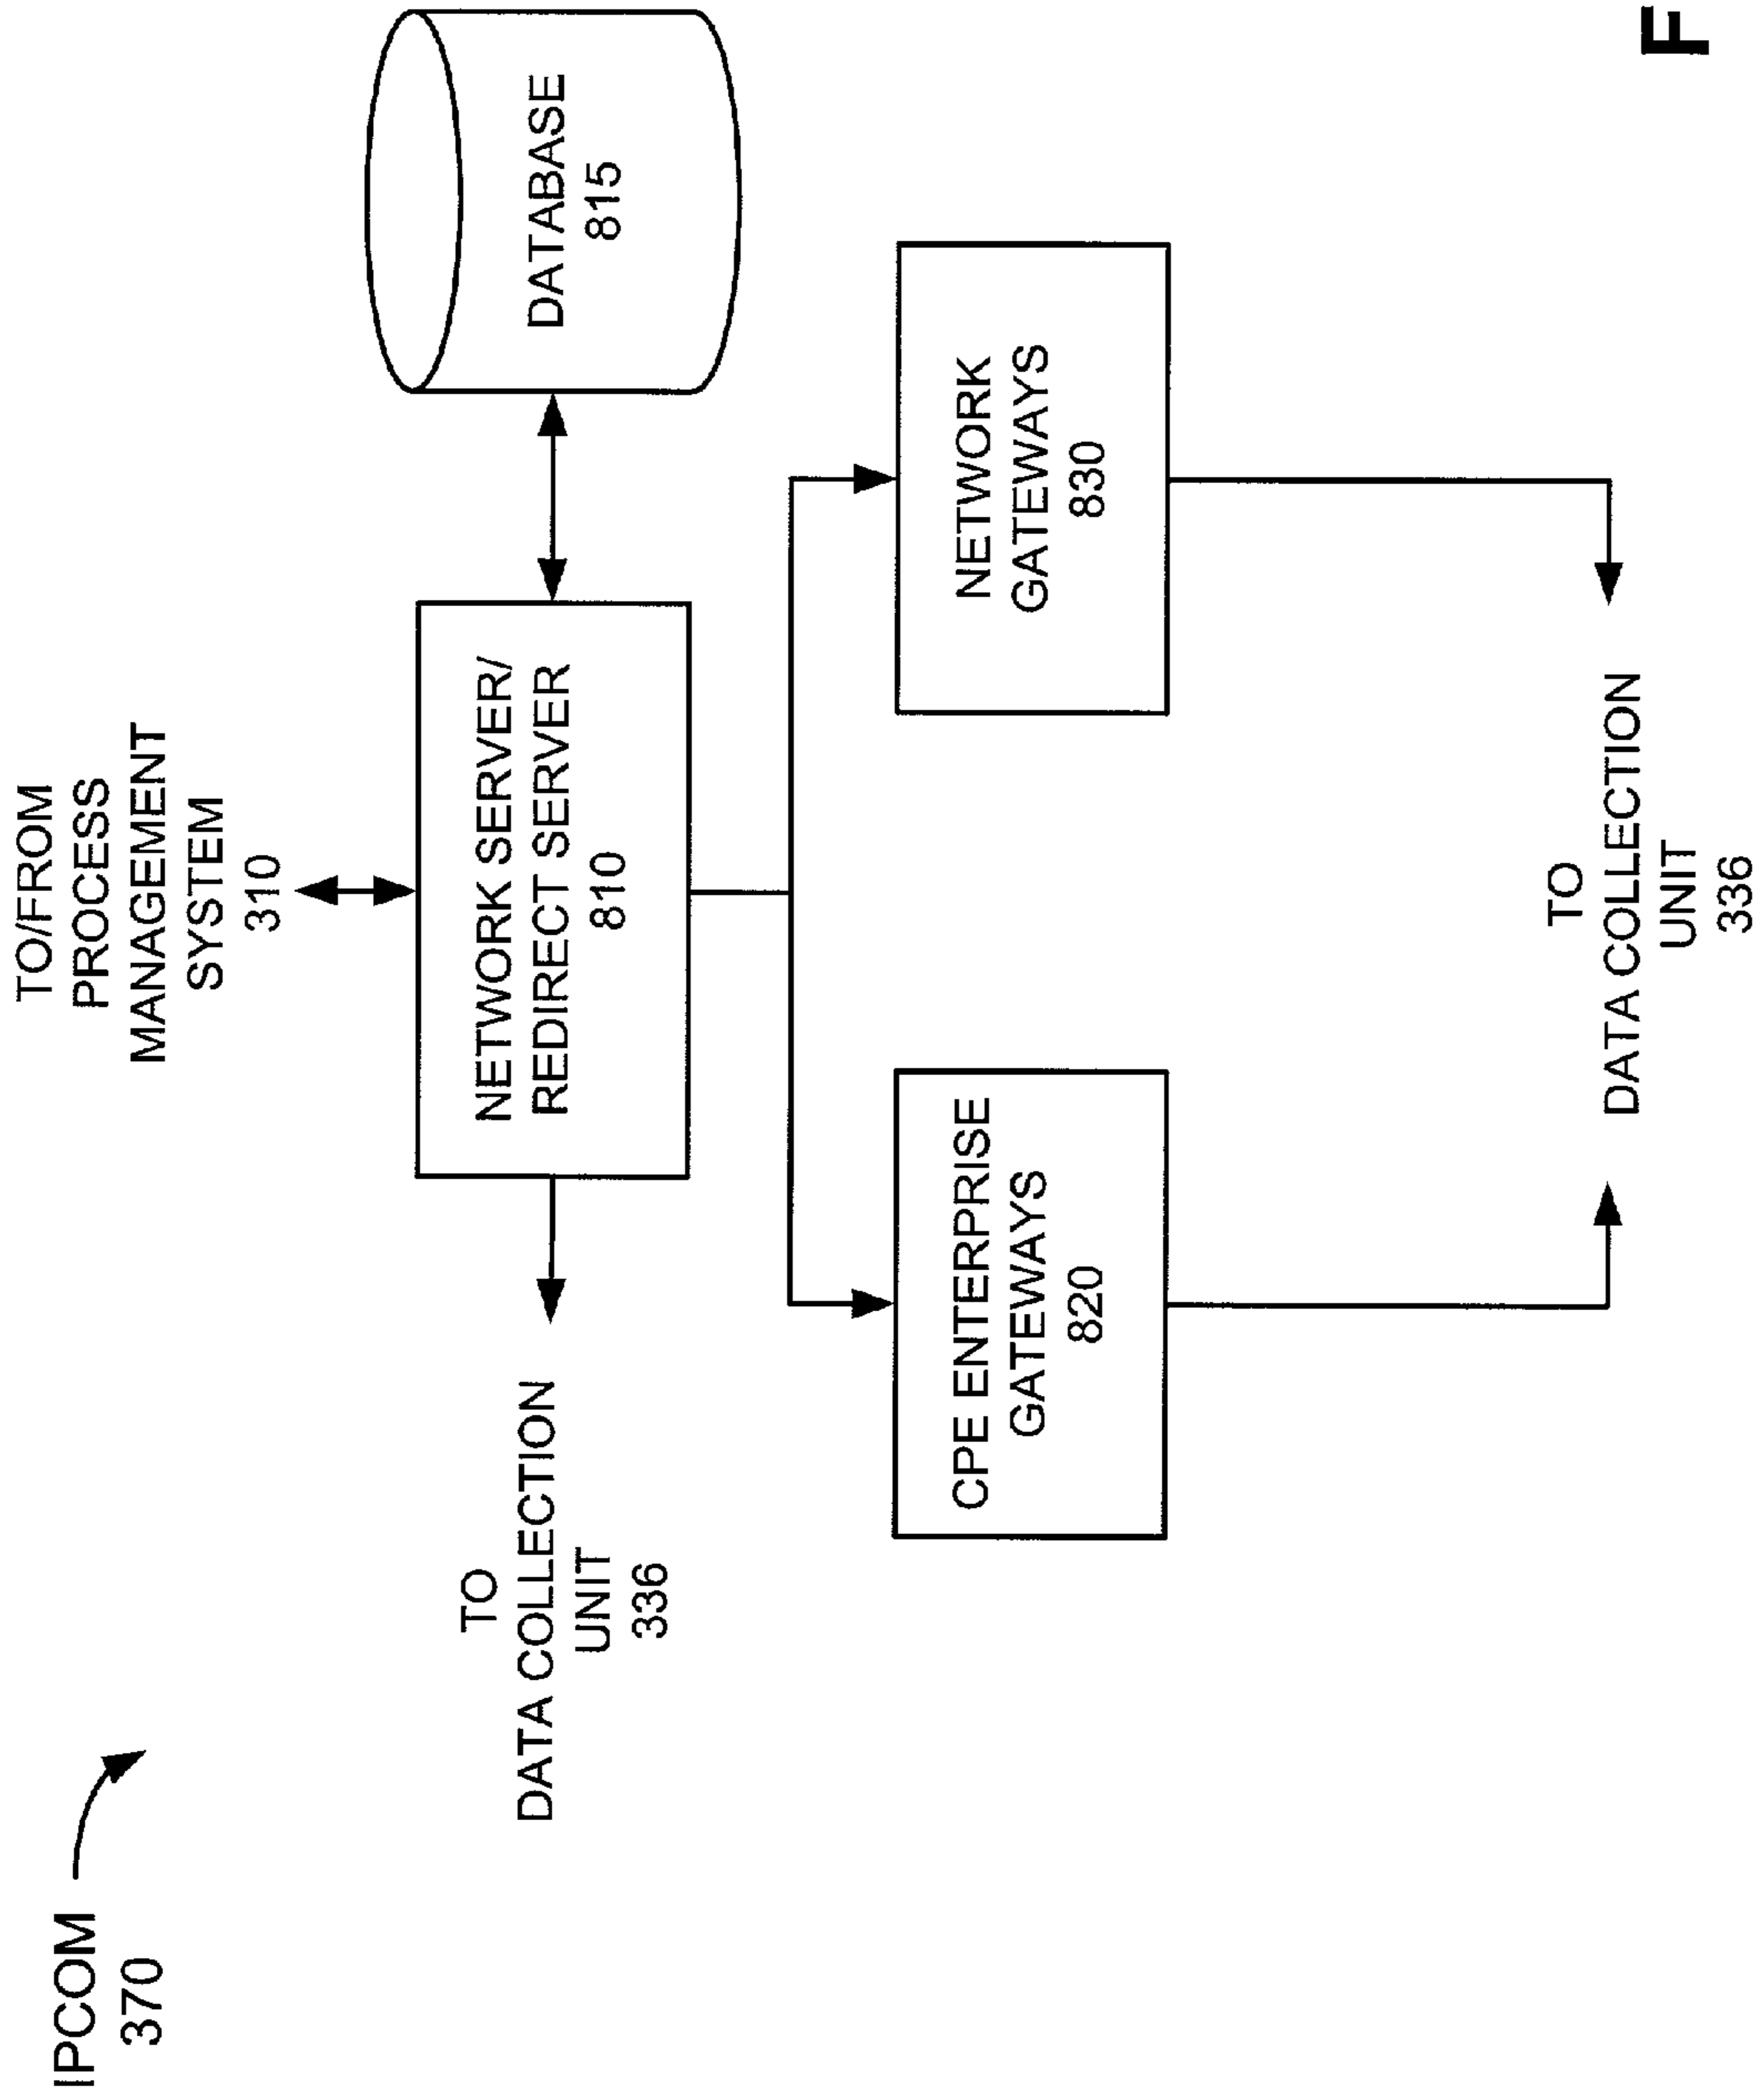 IPCOM
370
TO/FROM
PROCESS
MANAGEMENT
SYSTEM
310
TO
DATA COLLECTION
UNIT
336
NETWORK SERVER/
REDIRECT SERVER
810
DATABASE
815
CPE ENTERPRISE
GATEWAYS
820
NETWORK
GATEWAYS
830
TO
DATA COLLECTION
UNIT
336
F